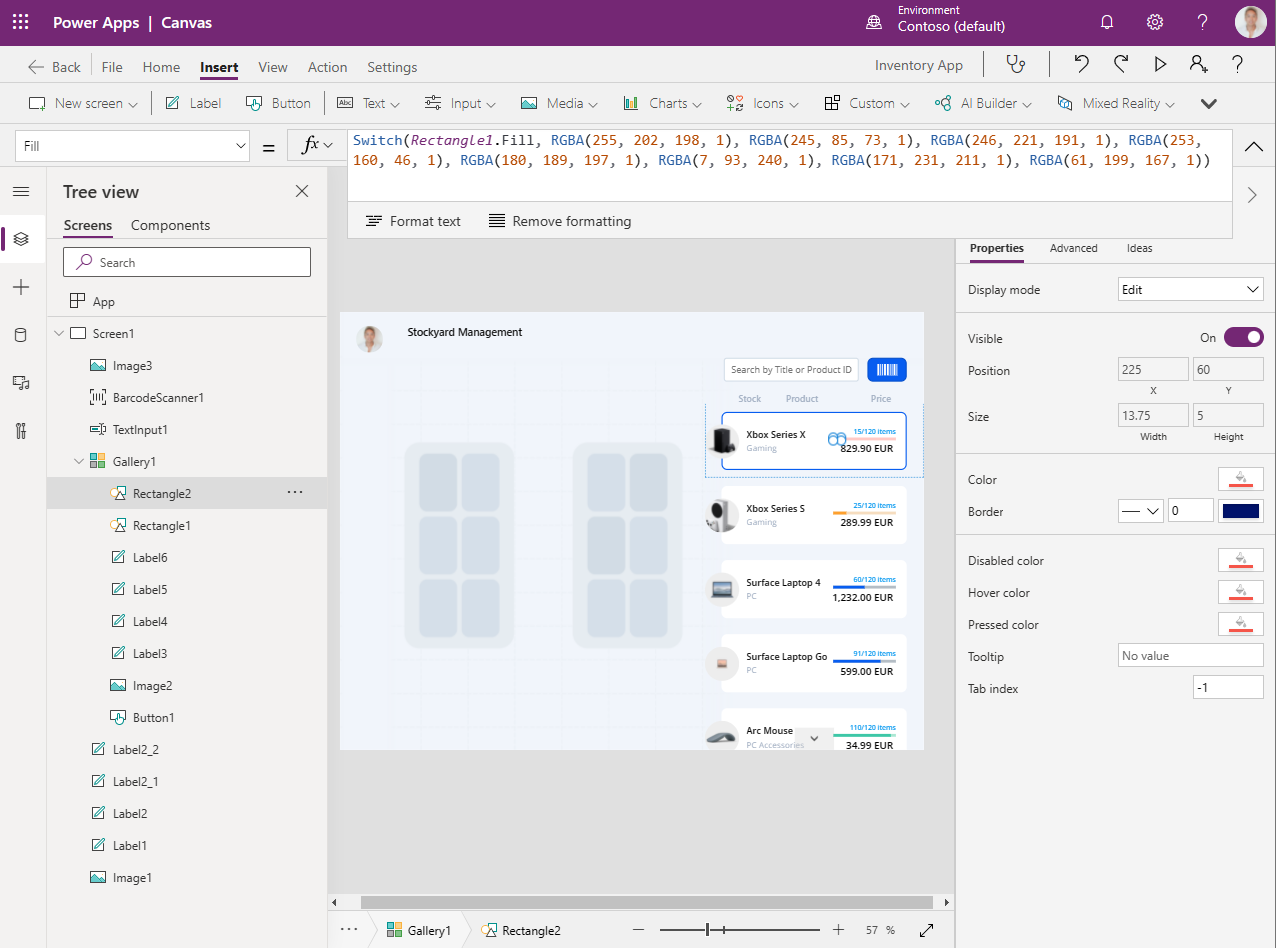 Power Apps | Canvas
Environment
Contoso (default)
Back File Home Insert View Action Settings
Inventory App
New screen Label Button Text Input Media Charts Icons Custom AI Builder Mixed Reality
Fill = fx
Switch(Rectangle1.Fill, RGBA(255, 202, 198, 1), RGBA(245, 85, 73, 1), RGBA(246, 221, 191, 1), RGBA(253,
160, 46, 1), RGBA(180, 189, 197, 1), RGBA(7, 93, 240, 1), RGBA(171, 231, 211, 1), RGBA(61, 199, 167, 1))
Format text Remove formatting
Tree view
Screens Components
Search
App
Screen1
Image3
BarcodeScanner1
TextInput1
Gallery1
Rectangle2
Rectangle1
Label6
Label5
Label4
Label3
Image2
Button1
Label2_2
Label2_1
Label2
Label1
Image1
Stockyard Management
Search by Title or Product ID
Stock Product Price
Xbox Series X
Gaming
15/120 items
829.90 EUR
Xbox Series S
Gaming
25/120 items
289.99 EUR
Surface Laptop 4
PC
60/120 items
1,232.00 EUR
Surface Laptop Go
PC
91/120 items
599.00 EUR
Arc Mouse
PC Accessories
110/120 items
34.99 EUR
Gallery1 Rectangle2
57 %
Properties Advanced Ideas
Display mode Edit
Visible On
Position 225 60
X Y
Size 13.75 5
Width Height
Color
Border 0
Disabled color
Hover color
Pressed color
Tooltip No value
Tab index -1